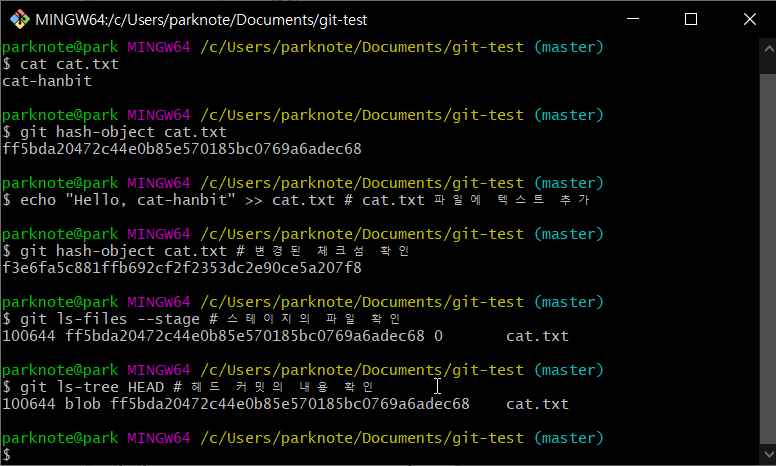 MINGW64:/c/Users/parknote/Documents/git-test
parknote@park MINGW64 /c/Users/parknote/Documents/git-test (master)
$ cat cat.txt
cat-hanbit
parknote@park MINGW64 /c/Users/parknote/Documents/git-test (master)
$ git hash-object cat.txt
ff5bda20472c44e0b85e570185bc0769a6adec68
parknote@park MINGW64 /c/Users/parknote/Documents/git-test (master)
$ echo "Hello, cat-hanbit" >> cat.txt # cat.txt 파일에 텍스트 추가
parknote@park MINGW64 /c/Users/parknote/Documents/git-test (master)
$ git hash-object cat.txt # 변경된 체크섬 확인
f3e6fa5c881ffb692cf2f2353dc2e90ce5a207f8
parknote@park MINGW64 /c/Users/parknote/Documents/git-test (master)
$ git ls-files --stage # 스테이지의 파일 확인
100644 ff5bda20472c44e0b85e570185bc0769a6adec68 0 cat.txt
parknote@park MINGW64 /c/Users/parknote/Documents/git-test (master)
$ git ls-tree HEAD # 헤드 커밋의 내용 확인
100644 blob ff5bda20472c44e0b85e570185bc0769a6adec68 cat.txt
parknote@park MINGW64 /c/Users/parknote/Documents/git-test (master)
$